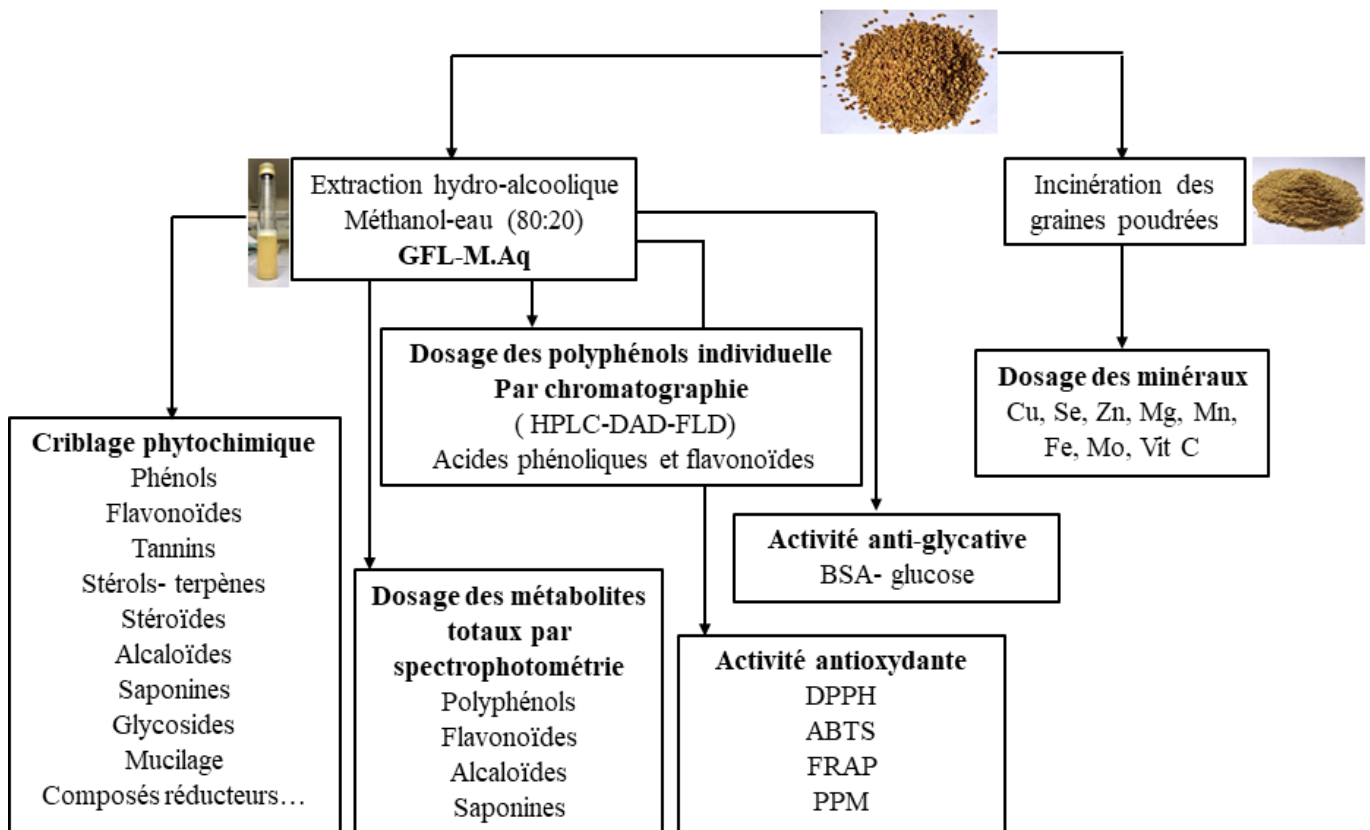 Extraction hydro-alcoolique
Méthanol-eau (80:20)
GFL-M.Aq
Incinération des
graines poudrées
Dosage des polyphénols individuelle
Par chromatographie
( HPLC-DAD-FLD)
Acides phénoliques et flavonoïdes
Dosage des minéraux
Cu, Se, Zn, Mg, Mn,
Fe, Mo, Vit C
Criblage phytochimique
Phénols
Flavonoïdes
Tannins
Stérols- terpènes
Stéroïdes
Alcaloïdes
Saponines
Glycosides
Mucilage
Composés réducteurs…
Dosage des métabolites
totaux par
spectrophotométrie
Polyphénols
Flavonoïdes
Alcaloïdes
Saponines
Activité anti-glycative
BSA- glucose
Activité antioxydante
DPPH
ABTS
FRAP
PPM